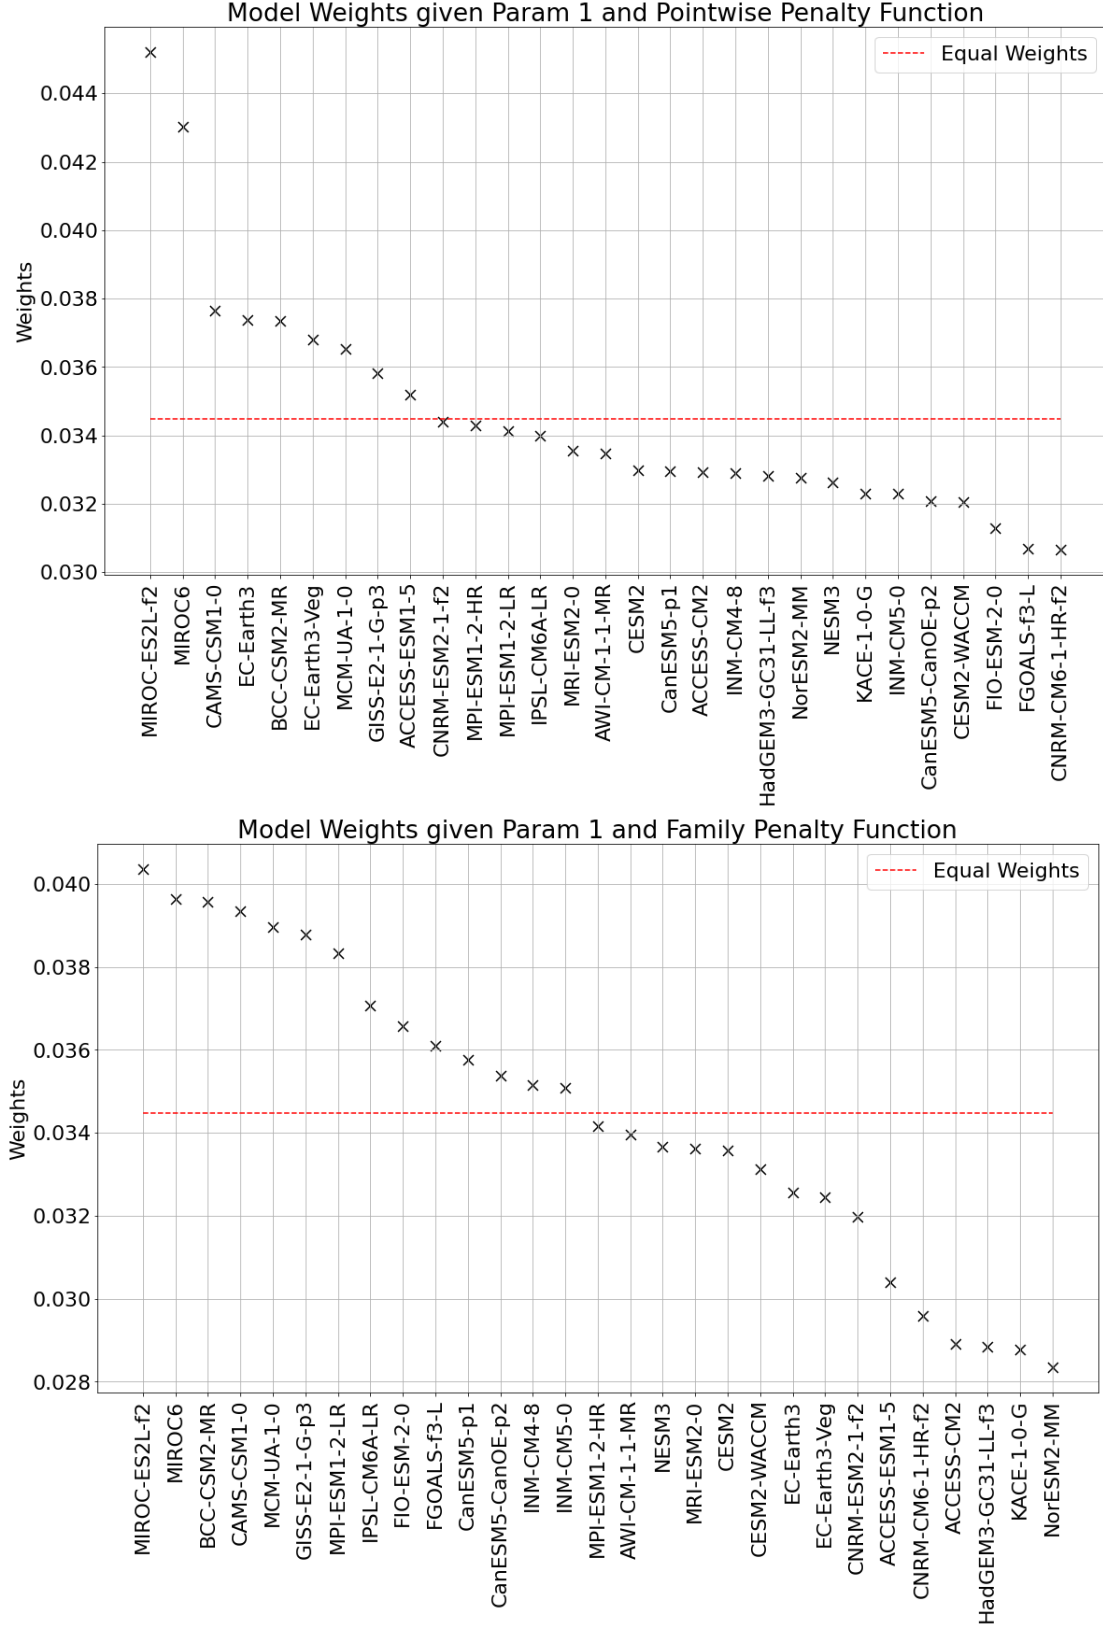 Model Weights given Param 1 and Pointwise Penalty Function
Equal Weights
Weights
0.044
0.042
0.040
0.038
0.036
0.034
0.032
0.030
MIROC-ES2L-f2
MIROC6
CAMS-CSM1-0
EC-Earth3
BCC-CSM2-MR
EC-Earth3-Veg
MCM-UA-1-0
GISS-E2-1-G-p3
ACCESS-ESM1-5
CNRM-ESM2-1-f2
MPI-ESM1-2-HR
MPI-ESM1-2-LR
IPSL-CM6A-LR
MRI-ESM2-0
AWI-CM-1-1-MR
CESM2
CanESM5-p1
ACCESS-CM2
INM-CM4-8
HadGEM3-GC31-LL-f3
NorESM2-MM
NESM3
KACE-1-0-G
INM-CM5-0
CanESM5-CanOE-p2
CESM2-WACCM
FIO-ESM-2-0
FGOALS-f3-L
CNRM-CM6-1-HR-f2
Model Weights given Param 1 and Family Penalty Function
Equal Weights
Weights
0.040
0.038
0.036
0.034
0.032
0.030
0.028
MIROC-ES2L-f2
MIROC6
BCC-CSM2-MR
CAMS-CSM1-0
MCM-UA-1-0
GISS-E2-1-G-p3
MPI-ESM1-2-LR
IPSL-CM6A-LR
FIO-ESM-2-0
FGOALS-f3-L
CanESM5-p1
CanESM5-CanOE-p2
INM-CM4-8
INM-CM5-0
MPI-ESM1-2-HR
AWI-CM-1-1-MR
NESM3
MRI-ESM2-0
CESM2
CESM2-WACCM
EC-Earth3
EC-Earth3-Veg
CNRM-ESM2-1-f2
ACCESS-ESM1-5
CNRM-CM6-1-HR-f2
ACCESS-CM2
HadGEM3-GC31-LL-f3
KACE-1-0-G
NorESM2-MM